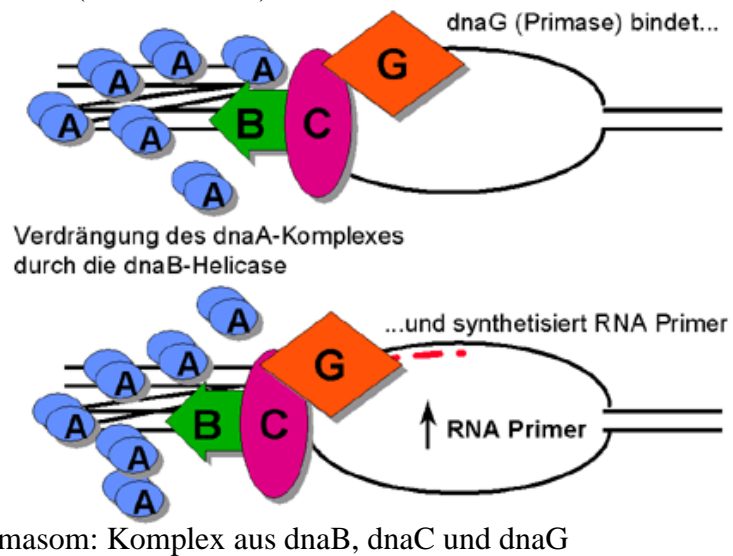 dnaG (Primase) bindet...
A
A
A
G
A
A
B
C
A
Verdrängung des dnaA-Komplexes
durch die dnaB-Helicase
A
...und synthetisiert RNA Primer
A
A
G
A
B
C
RNA Primer
A
A
masom: Komplex aus dnaB, dnaC und dnaG